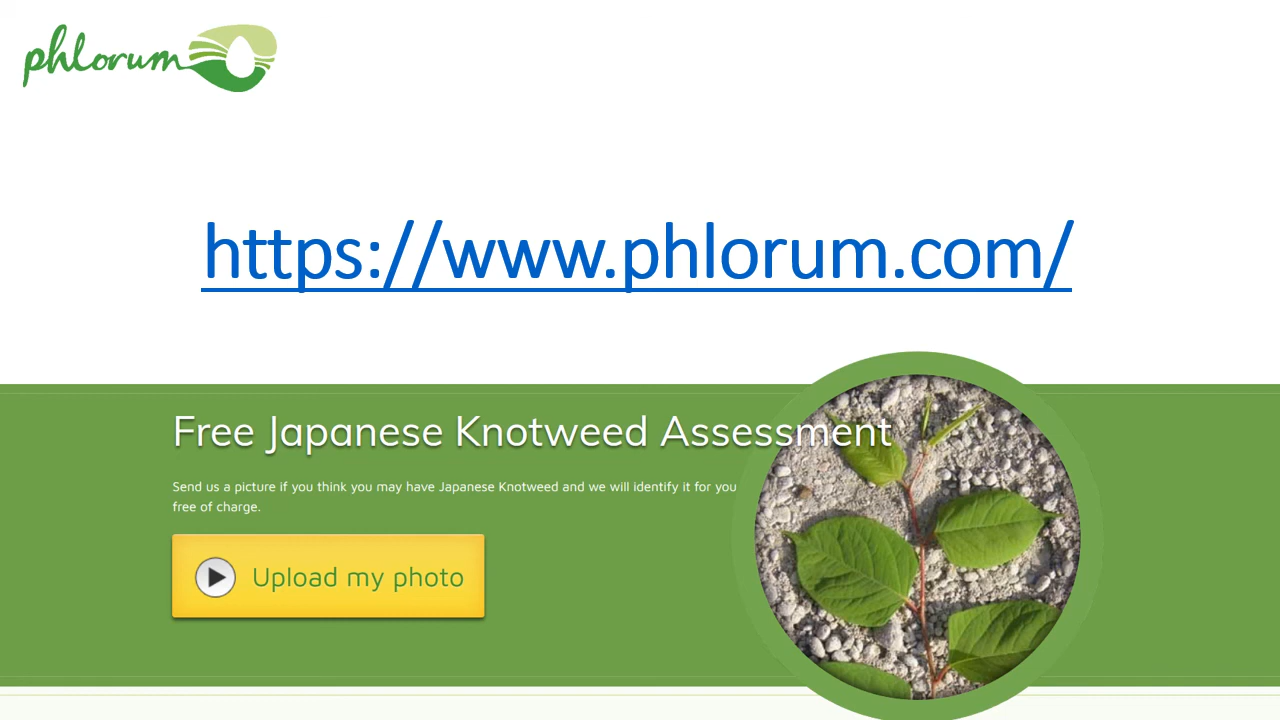 phlorum
https://www.phlorum.com/
Free Japanese Knotweed Assessment
Send us a picture if you think you may have Japanese Knotweed and we will identify it for you
free of charge.
Upload my photo